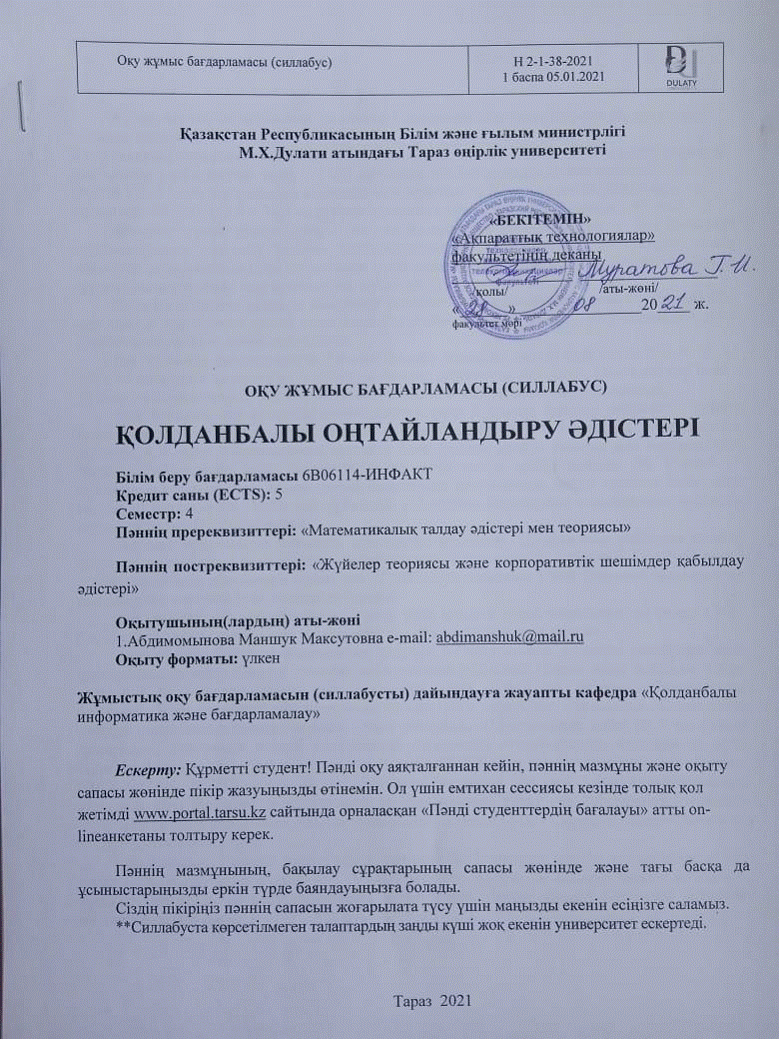 Оқу жұмыс бағдарламасы (силлабус)
Н 2-1-38-2021
1 баспа 05.01.2021
DULATY
Қазақстан Республикасының Білім және ғылым министрлігі
М.Х.Дулати атындағы Тараз өңірлік университеті
«БЕКІТЕМІН»
«Ақпараттық технологиялар»
факультетінің деканы
Муратова Г.И.
/қолы/ /аты-жөні/
«28» 08 2021 ж.
факультет мөрі
ОҚУ ЖҰМЫС БАҒДАРЛАМАСЫ (СИЛЛАБУС)
ҚОЛДАНБАЛЫ ОҢТАЙЛАНДЫРУ ӘДІСТЕРІ
Білім беру бағдарламасы 6B06114-ИНФАКТ
Кредит саны (ECTS): 5
Семестр: 4
Пәннің пререквизиттері: «Математикалық талдау әдістері мен теориясы»
Пәннің постреквизиттері: «Жүйелер теориясы және корпоративтік шешімдер қабылдау
әдістері»
Оқытушының(лардың) аты-жөні
1.Абдимомынова Маншук Максутовна e-mail: abdimanshuk@mail.ru
Оқыту форматы: үлкен
Жұмыстық оқу бағдарламасын (силлабусты) дайындауға жауапты кафедра «Қолданбалы
информатика және бағдарламалау»
Ескерту: Құрметті студент! Пәнді оқу аяқталғаннан кейін, пәннің мазмұны және оқыту
сапасы жөнінде пікір жазуыңызды өтінемін. Ол үшін емтихан сессиясы кезінде толық қол
жетімді www.portal.tarsu.kz сайтында орналасқан «Пәнді студенттердің бағалауы» атты on-
lineанкетаны толтыру керек.
Пәннің мазмұнының, бақылау сұрақтарының сапасы жөнінде және тағы басқа да
ұсыныстарыңызды еркін түрде баяндауыңызға болады.
Сіздің пікіріңіз пәннің сапасын жоғарылата түсу үшін маңызды екенін есіңізге саламыз.
**Силлабуста көрсетілмеген талаптардың заңды күші жоқ екенін университет ескертеді.
Тараз 2021